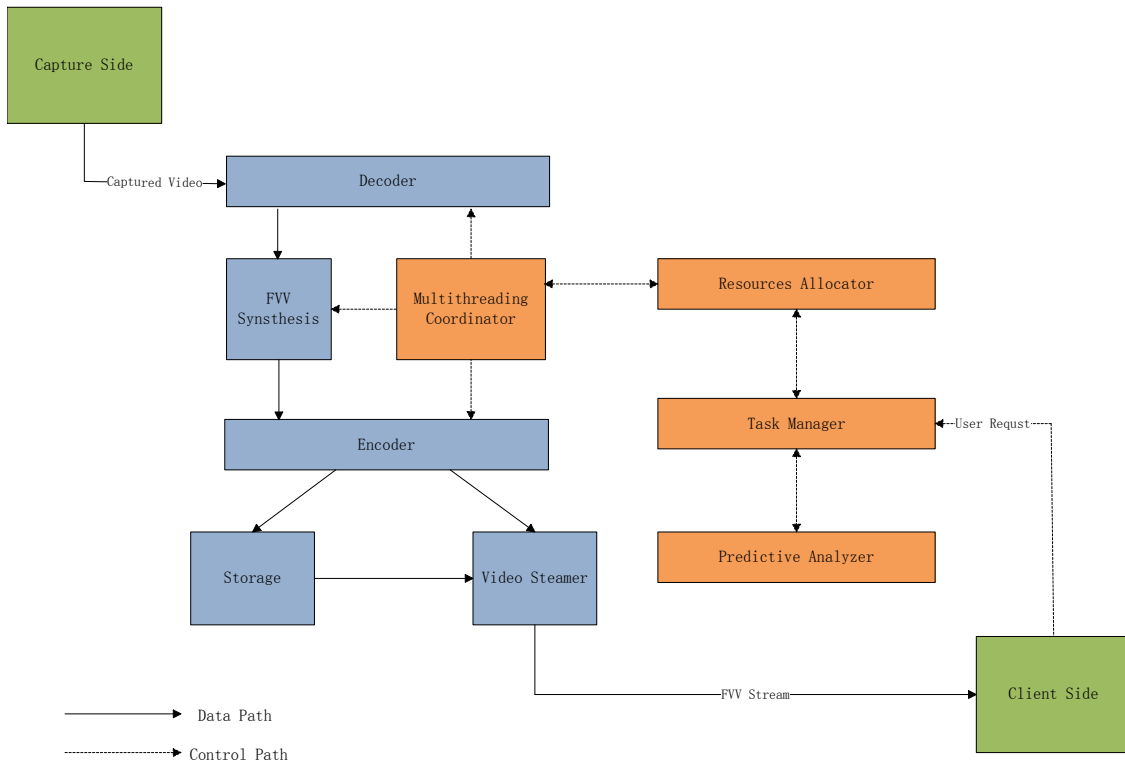 Capture Side
Captured Video
Decoder
FVV
Synsthesis
Multithreading
Coordinator
Resources Allocator
Encoder
Task Manager
User Requst
Storage
Video Steamer
Predictive Analyzer
FVV Stream
Client Side
Data Path
Control Path